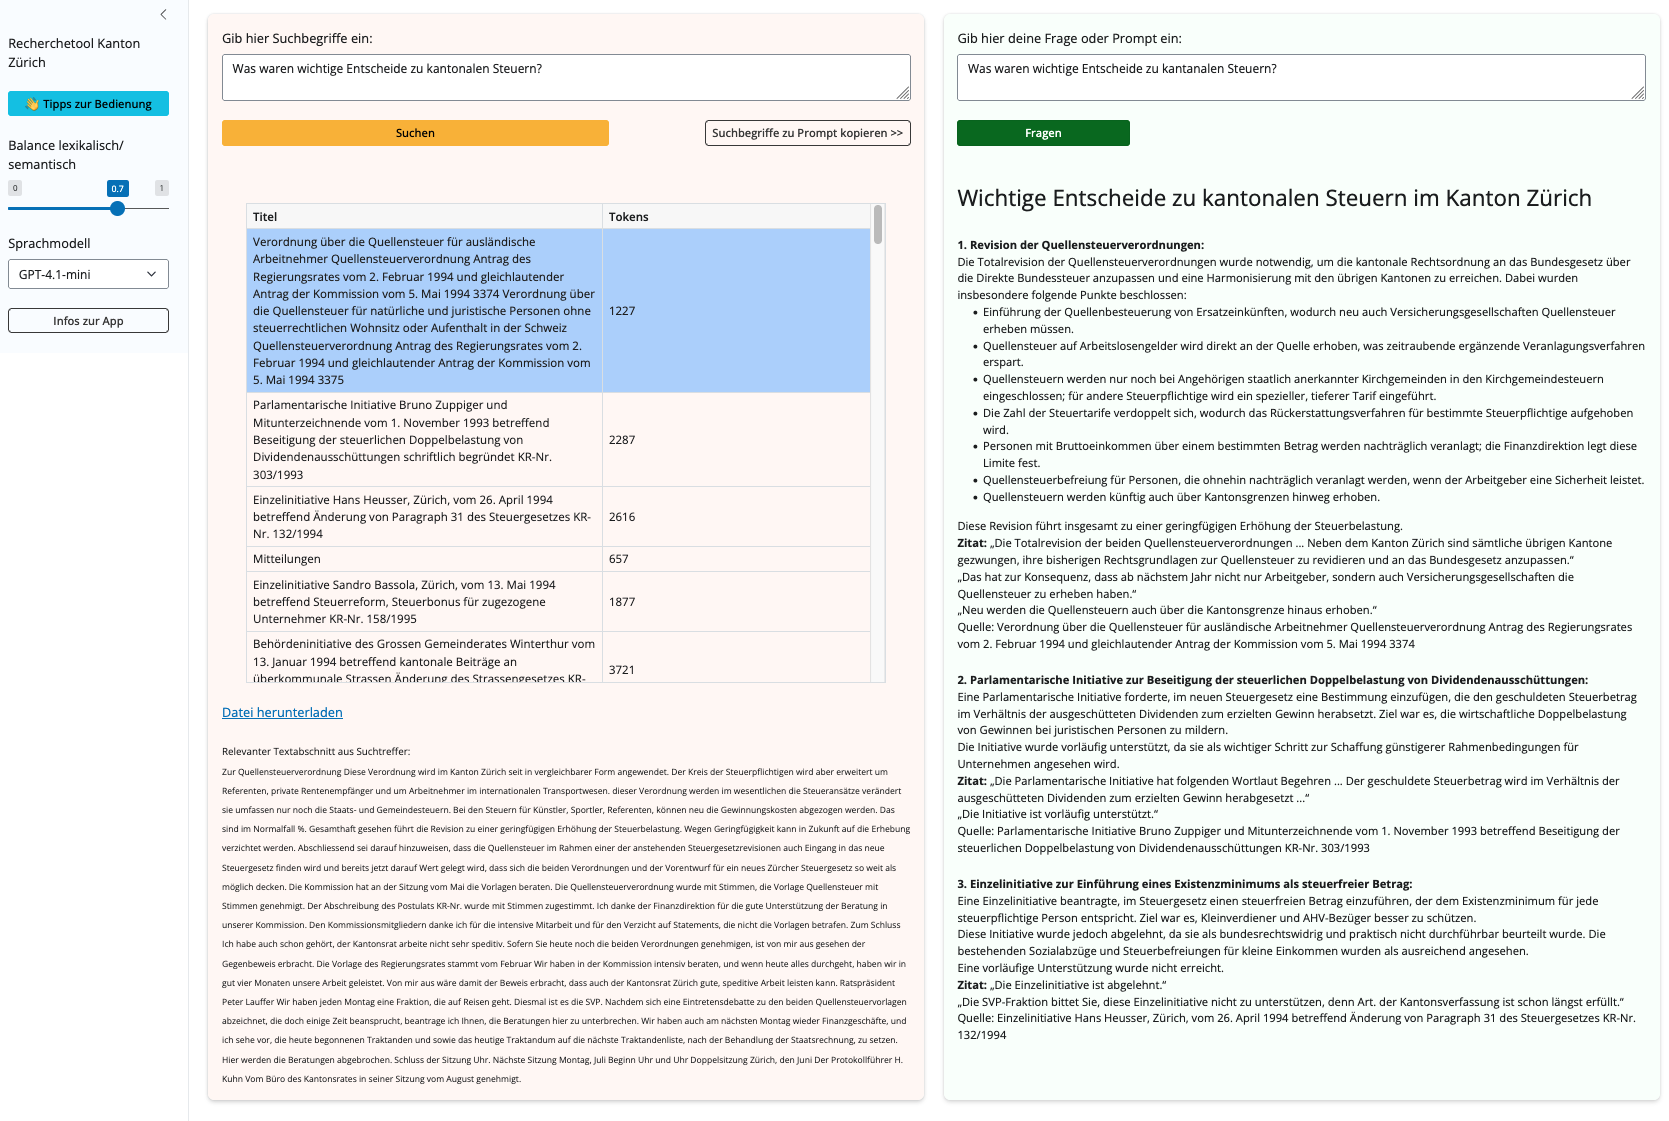 Recherchetool Kanton
Zürich
👋 Tipps zur Bedienung
Balance lexikalisch/
semantisch
0
0.7
1
Sprachmodell
GPT-4.1-mini
Infos zur App
Gib hier Suchbegriffe ein:
Was waren wichtige Entscheide zu kantonalen Steuern?
Suchen
Suchbegriffe zu Prompt kopieren >>
Titel
Tokens
Verordnung über die Quellensteuer für ausländische
Arbeitnehmer Quellensteuerverordnung Antrag des
Regierungsrates vom 2. Februar 1994 und gleichlautender
Antrag der Kommission vom 5. Mai 1994 3374 Verordnung über
die Quellensteuer für natürliche und juristische Personen ohne
steuerrechtlichen Wohnsitz oder Aufenthalt in der Schweiz
Quellensteuerverordnung Antrag des Regierungsrates vom 2.
Februar 1994 und gleichlautender Antrag der Kommission vom
5. Mai 1994 3375
1227
Parlamentarische Initiative Bruno Zuppiger und
Mitunterzeichnende vom 1. November 1993 betreffend
Beseitigung der steuerlichen Doppelbelastung von
Dividendenausschüttungen schriftlich begründet KR-Nr.
303/1993
2287
Einzelinitiative Hans Heusser, Zürich, vom 26. April 1994
betreffend Änderung von Paragraph 31 des Steuergesetzes KR-
Nr. 132/1994
2616
Mitteilungen
657
Einzelinitiative Sandro Bassola, Zürich, vom 13. Mai 1994
betreffend Steuerreform, Steuerbonus für zugezogene
Unternehmer KR-Nr. 158/1995
1877
Behördeninitiative des Grossen Gemeinderates Winterthur vom
13. Januar 1994 betreffend kantonale Beiträge an
überkommunale Strassen Änderung des Strassengesetzes KR-
3721
Datei herunterladen
Relevanter Textabschnitt aus Suchtreffer:
Zur Quellensteuerverordnung Diese Verordnung wird im Kanton Zürich seit in vergleichbarer Form angewendet. Der Kreis der Steuerpflichtigen wird aber erweitert um
Referenten, private Rentenempfänger und um Arbeitnehmer im internationalen Transportwesen. dieser Verordnung werden im wesentlichen die Steueransätze verändert
sie umfassen nur noch die Staats- und Gemeindesteuern. Bei den Steuern für Künstler, Sportler, Referenten, können neu die Gewinnungskosten abgezogen werden. Das
sind im Normalfall %. Gesamthaft gesehen führt die Revision zu einer geringfügigen Erhöhung der Steuerbelastung. Wegen Geringfügigkeit kann in Zukunft auf die Erhebung
verzichtet werden. Abschliessend sei darauf hinzuweisen, dass die Quellensteuer im Rahmen einer der anstehenden Steuergesetzrevisionen auch Eingang in das neue
Steuergesetz finden wird und bereits jetzt darauf Wert gelegt wird, dass sich die beiden Verordnungen und der Vorentwurf für ein neues Zürcher Steuergesetz so weit als
möglich decken. Die Kommission hat an der Sitzung vom Mai die Vorlagen beraten. Die Quellensteuerverordnung wurde mit Stimmen, die Vorlage Quellensteuer mit
Stimmen genehmigt. Der Abschreibung des Postulats KR-Nr. wurde mit Stimmen zugestimmt. Ich danke der Finanzdirektion für die gute Unterstützung der Beratung in
unserer Kommission. Den Kommissionsmitgliedern danke ich für die intensive Mitarbeit und für den Verzicht auf Statements, die nicht die Vorlagen betrafen. Zum Schluss
Ich habe auch schon gehört, der Kantonsrat arbeite nicht sehr speditiv. Sofern Sie heute noch die beiden Verordnungen genehmigen, ist von mir aus gesehen der
Gegenbeweis erbracht. Die Vorlage des Regierungsrates stammt vom Februar Wir haben in der Kommission intensiv beraten, und wenn heute alles durchgeht, haben wir in
gut vier Monaten unsere Arbeit geleistet. Von mir aus wäre damit der Beweis erbracht, dass auch der Kantonsrat Zürich gute, speditive Arbeit leisten kann. Ratspräsident
Peter Lauffer Wir haben jeden Montag eine Fraktion, die auf Reisen geht. Diesmal ist es die SVP. Nachdem sich eine Eintretensdebatte zu den beiden Quellensteuervorlagen
abzeichnet, die doch einige Zeit beansprucht, beantrage ich Ihnen, die Beratungen hier zu unterbrechen. Wir haben auch am nächsten Montag wieder Finanzgeschäfte, und
ich sehe vor, die heute begonnenen Traktanden und sowie das heutige Traktandum auf die nächste Traktandenliste, nach der Behandlung der Staatsrechnung, zu setzen.
Hier werden die Beratungen abgebrochen. Schluss der Sitzung Uhr. Nächste Sitzung Montag, Juli Beginn Uhr und Uhr Doppelsitzung Zürich, den Juni Der Protokollführer H.
Kuhn Vom Büro des Kantonsrates in seiner Sitzung vom August genehmigt.
Gib hier deine Frage oder Prompt ein:
Was waren wichtige Entscheide zu kantanalen Steuern?
Fragen
Wichtige Entscheide zu kantonalen Steuern im Kanton Zürich
1. Revision der Quellensteuerverordnungen:
Die Totalrevision der Quellensteuerverordnungen wurde notwendig, um die kantonale Rechtsordnung an das Bundesgesetz über
die Direkte Bundessteuer anzupassen und eine Harmonisierung mit den übrigen Kantonen zu erreichen. Dabei wurden
insbesondere folgende Punkte beschlossen:
• Einführung der Quellenbesteuerung von Ersatzeinkünften, wodurch neu auch Versicherungsgesellschaften Quellensteuer
erheben müssen.
• Quellensteuer auf Arbeitslosengelder wird direkt an der Quelle erhoben, was zeitraubende ergänzende Veranlagungsverfahren
erspart.
• Quellensteuern werden nur noch bei Angehörigen staatlich anerkannter Kirchgemeinden in den Kirchgemeindesteuern
eingeschlossen; für andere Steuerpflichtige wird ein spezieller, tieferer Tarif eingeführt.
• Die Zahl der Steuertarife verdoppelt sich, wodurch das Rückerstattungsverfahren für bestimmte Steuerpflichtige aufgehoben
wird.
• Personen mit Bruttoeinkommen über einem bestimmten Betrag werden nachträglich veranlagt; die Finanzdirektion legt diese
Limite fest.
• Quellensteuerbefreiung für Personen, die ohnehin nachträglich veranlagt werden, wenn der Arbeitgeber eine Sicherheit leistet.
• Quellensteuern werden künftig auch über Kantonsgrenzen hinweg erhoben.
Diese Revision führt insgesamt zu einer geringfügigen Erhöhung der Steuerbelastung.
Zitat: „Die Totalrevision der beiden Quellensteuerverordnungen ... Neben dem Kanton Zürich sind sämtliche übrigen Kantone
gezwungen, ihre bisherigen Rechtsgrundlagen zur Quellensteuer zu revidieren und an das Bundesgesetz anzupassen.“
„Das hat zur Konsequenz, dass ab nächstem Jahr nicht nur Arbeitgeber, sondern auch Versicherungsgesellschaften die
Quellensteuer zu erheben haben.“
„Neu werden die Quellensteuern auch über die Kantonsgrenze hinaus erhoben.“
Quelle: Verordnung über die Quellensteuer für ausländische Arbeitnehmer Quellensteuerverordnung Antrag des Regierungsrates
vom 2. Februar 1994 und gleichlautender Antrag der Kommission vom 5. Mai 1994 3374
2. Parlamentarische Initiative zur Beseitigung der steuerlichen Doppelbelastung von Dividendenausschüttungen:
Eine Parlamentarische Initiative forderte, im neuen Steuergesetz eine Bestimmung einzufügen, die den geschuldeten Steuerbetrag
im Verhältnis der ausgeschütteten Dividenden zum erzielten Gewinn herabsetzt. Ziel war es, die wirtschaftliche Doppelbelastung
von Gewinnen bei juristischen Personen zu mildern.
Die Initiative wurde vorläufig unterstützt, da sie als wichtiger Schritt zur Schaffung günstigerer Rahmenbedingungen für
Unternehmen angesehen wird.
Zitat: „Die Parlamentarische Initiative hat folgenden Wortlaut Begehren ... Der geschuldete Steuerbetrag wird im Verhältnis der
ausgeschütteten Dividenden zum erzielten Gewinn herabgesetzt ...“
„Die Initiative ist vorläufig unterstützt.“
Quelle: Parlamentarische Initiative Bruno Zuppiger und Mitunterzeichnende vom 1. November 1993 betreffend Beseitigung der
steuerlichen Doppelbelastung von Dividendenausschüttungen KR-Nr. 303/1993
3. Einzelinitiative zur Einführung eines Existenzminimums als steuerfreier Betrag:
Eine Einzelinitiative beantragte, im Steuergesetz einen steuerfreien Betrag einzuführen, der dem Existenzminimum für jede
steuerpflichtige Person entspricht. Ziel war es, Kleinverdiener und AHV-Bezüger besser zu schützen.
Diese Initiative wurde jedoch abgelehnt, da sie als bundesrechtswidrig und praktisch nicht durchführbar beurteilt wurde. Die
bestehenden Sozialabzüge und Steuerbefreiungen für kleine Einkommen wurden als ausreichend angesehen.
Eine vorläufige Unterstützung wurde nicht erreicht.
Zitat: „Die Einzelinitiative ist abgelehnt.“
„Die SVP-Fraktion bittet Sie, diese Einzelinitiative nicht zu unterstützen, denn Art. der Kantonsverfassung ist schon längst erfüllt.“
Quelle: Einzelinitiative Hans Heusser, Zürich, vom 26. April 1994 betreffend Änderung von Paragraph 31 des Steuergesetzes KR-Nr.
132/1994